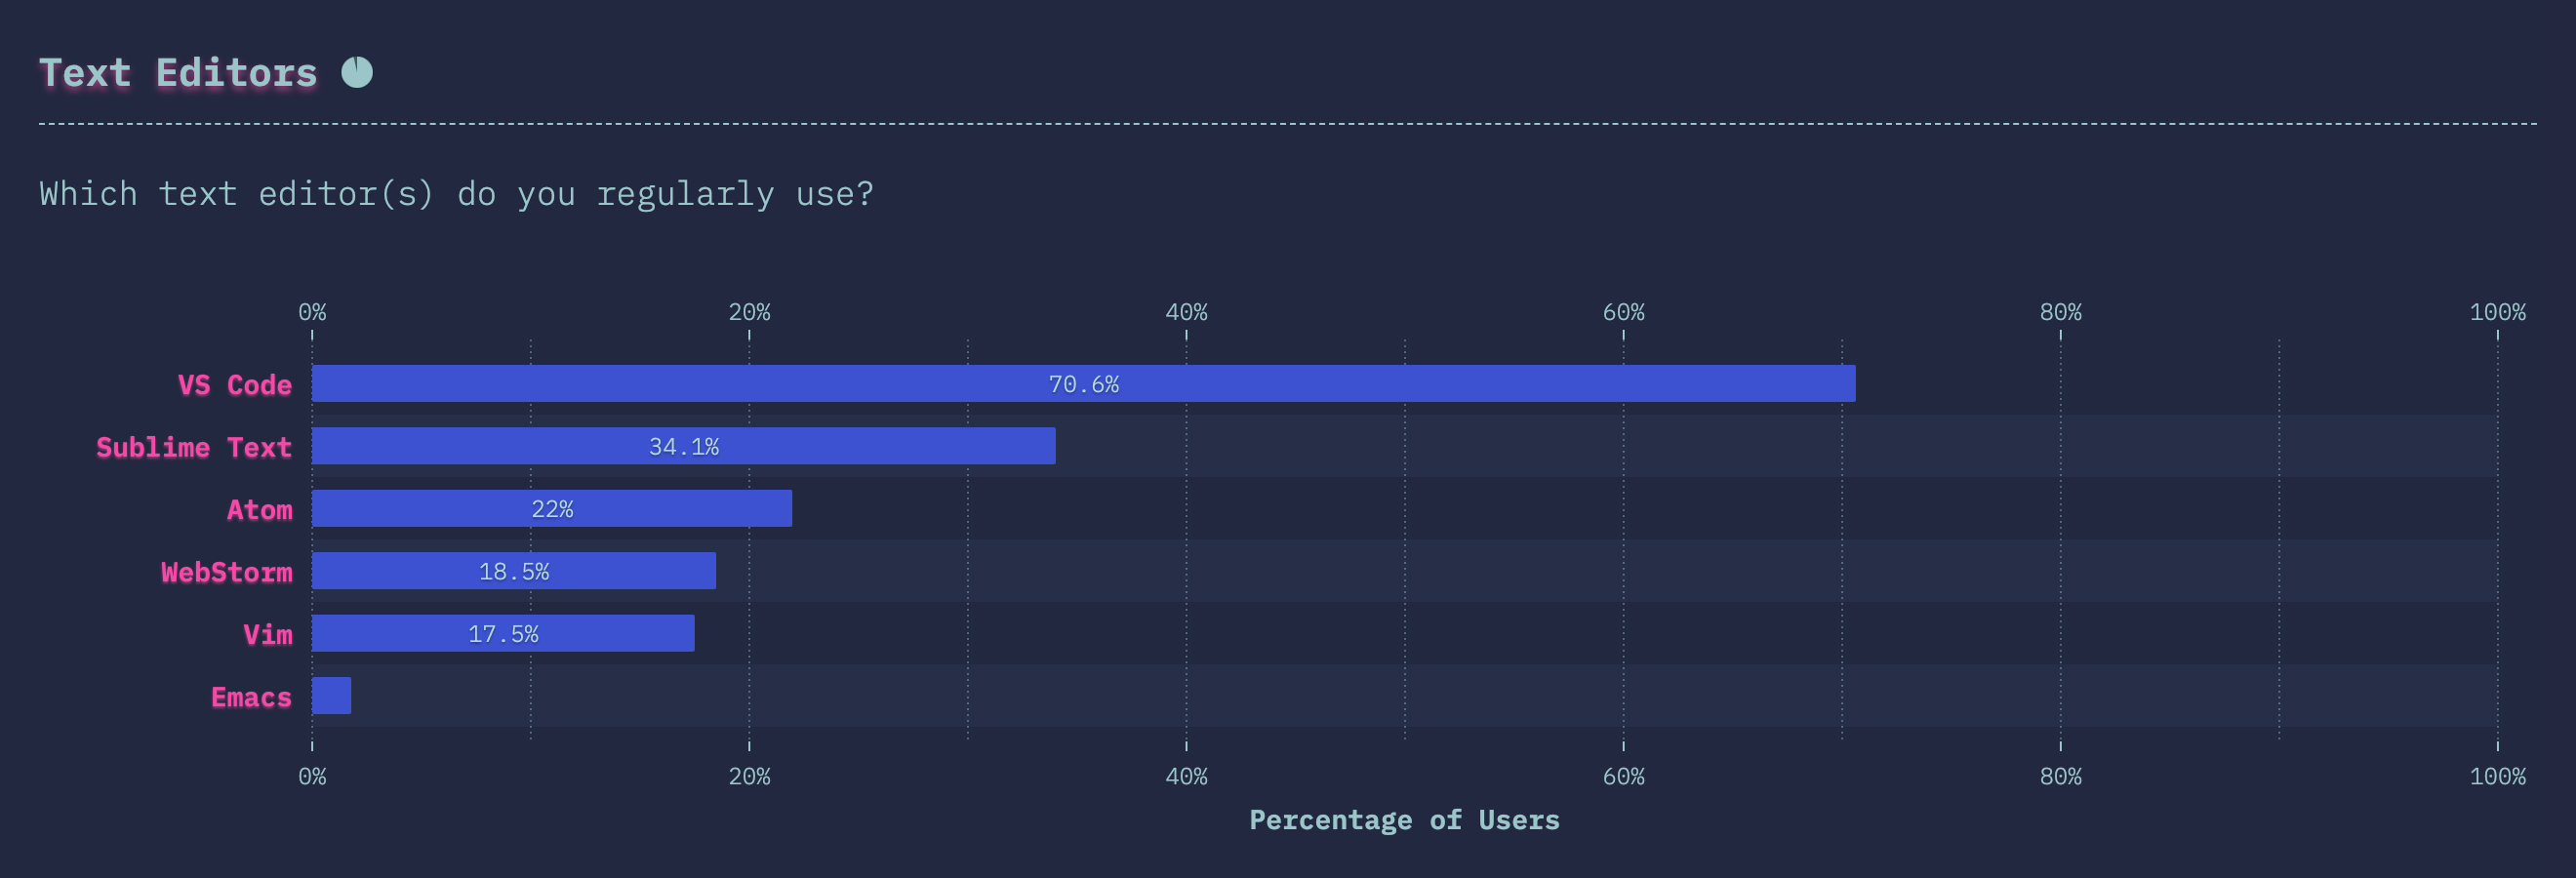 Text Editors
Which text editor(s) do you regularly use?
0% 20% 40% 60% 80% 100%
VS Code 70.6%
Sublime Text 34.1%
Atom 22%
WebStorm 18.5%
Vim 17.5%
Emacs
0% 20% 40% 60% 80% 100%
Percentage of Users